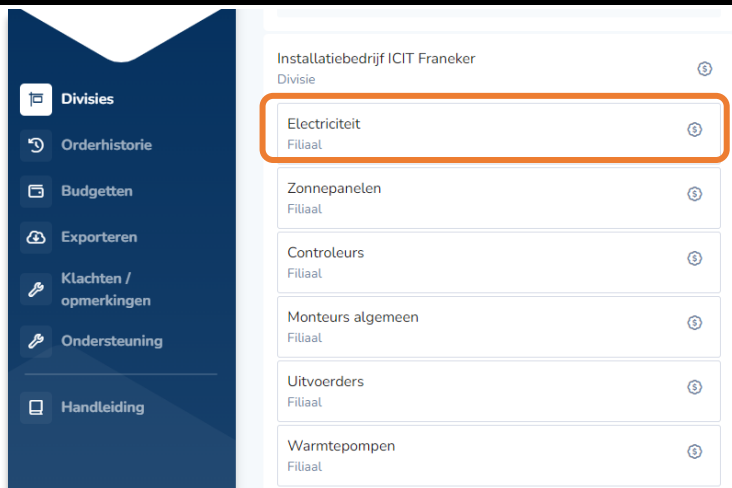 Divisies
Orderhistorie
Budgetten
Exporteren
Klachten /
opmerkingen
Ondersteuning
Handleiding
Installatiebedrijf ICIT Franeker
Divisie
Electriciteit
Filiaal
Zonnepanelen
Filiaal
Controleurs
Filiaal
Monteurs algemeen
Filiaal
Uitvoerders
Filiaal
Warmtepompen
Filiaal